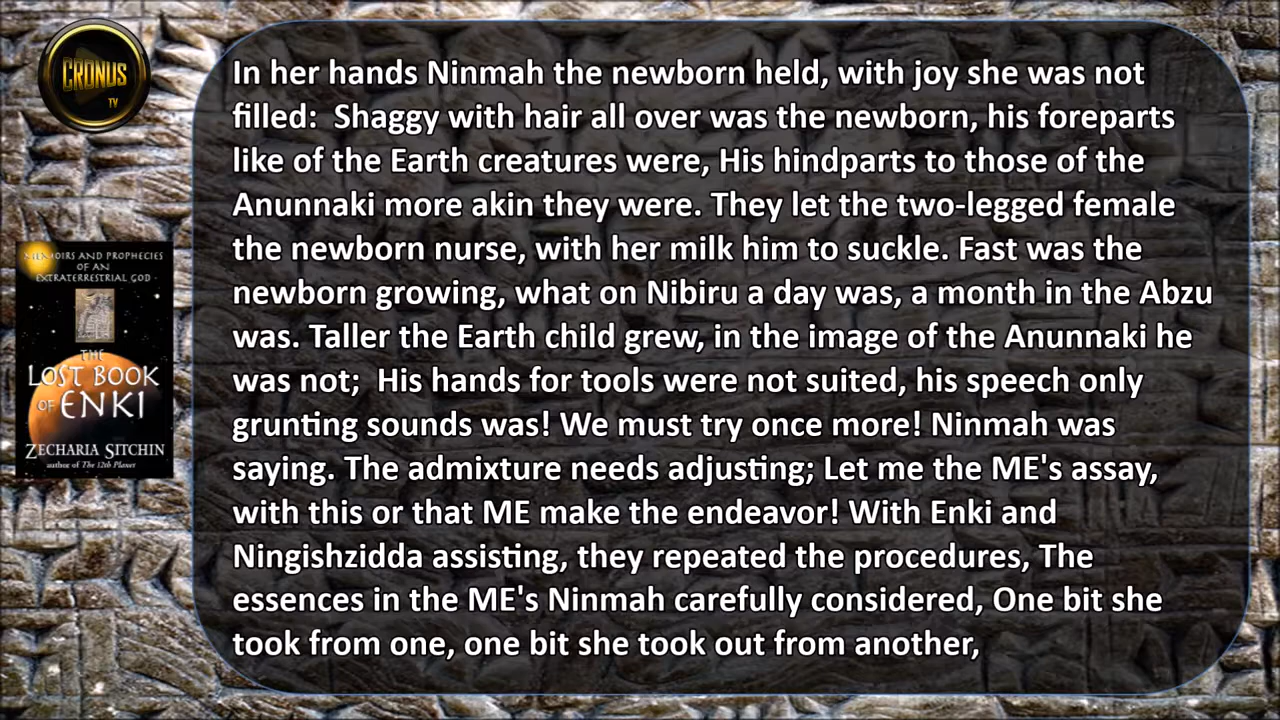 CRONUS
TV
In her hands Ninmah the newborn held, with joy she was not
filled:  Shaggy with hair all over was the newborn, his foreparts
like of the Earth creatures were, His hindparts to those of the
Anunnaki more akin they were. They let the two-legged female
the newborn nurse, with her milk him to suckle. Fast was the
newborn growing, what on Nibiru a day was, a month in the Abzu
was. Taller the Earth child grew, in the image of the Anunnaki he
was not;  His hands for tools were not suited, his speech only
grunting sounds was! We must try once more! Ninmah was
saying. The admixture needs adjusting; Let me the ME's assay,
with this or that ME make the endeavor! With Enki and
Ningishzidda assisting, they repeated the procedures, The
essences in the ME's Ninmah carefully considered, One bit she
took from one, one bit she took out from another,
MEMOIRS AND PROPHECIES
OF AN
EXTRATERRESTRIAL GOD
THE
LOST BOOK
OF ENKI
ZECHARIA SITCHIN
author of The 12th Planet